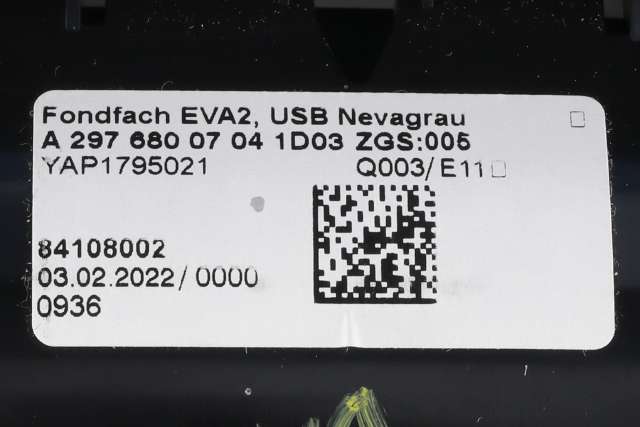 Fondfach EVA2, USB Nevagrau
A 297 680 07 04 1D03 ZGS:005
YAP1795021 Q003/E11
84108002
03.02.2022/0000
0936